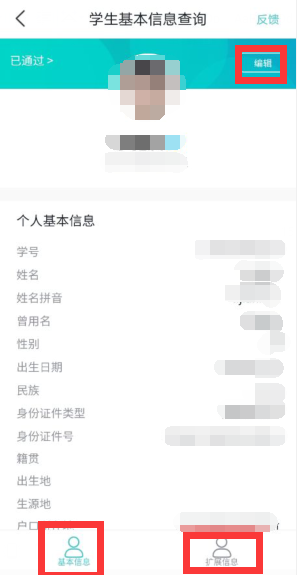 学生基本信息查询
反馈
已通过 >
编辑
个人基本信息
学号
姓名
姓名拼音
曾用名
性别
出生日期
民族
身份证件类型
身份证件号
籍贯
出生地
生源地
基本信息
扩展信息